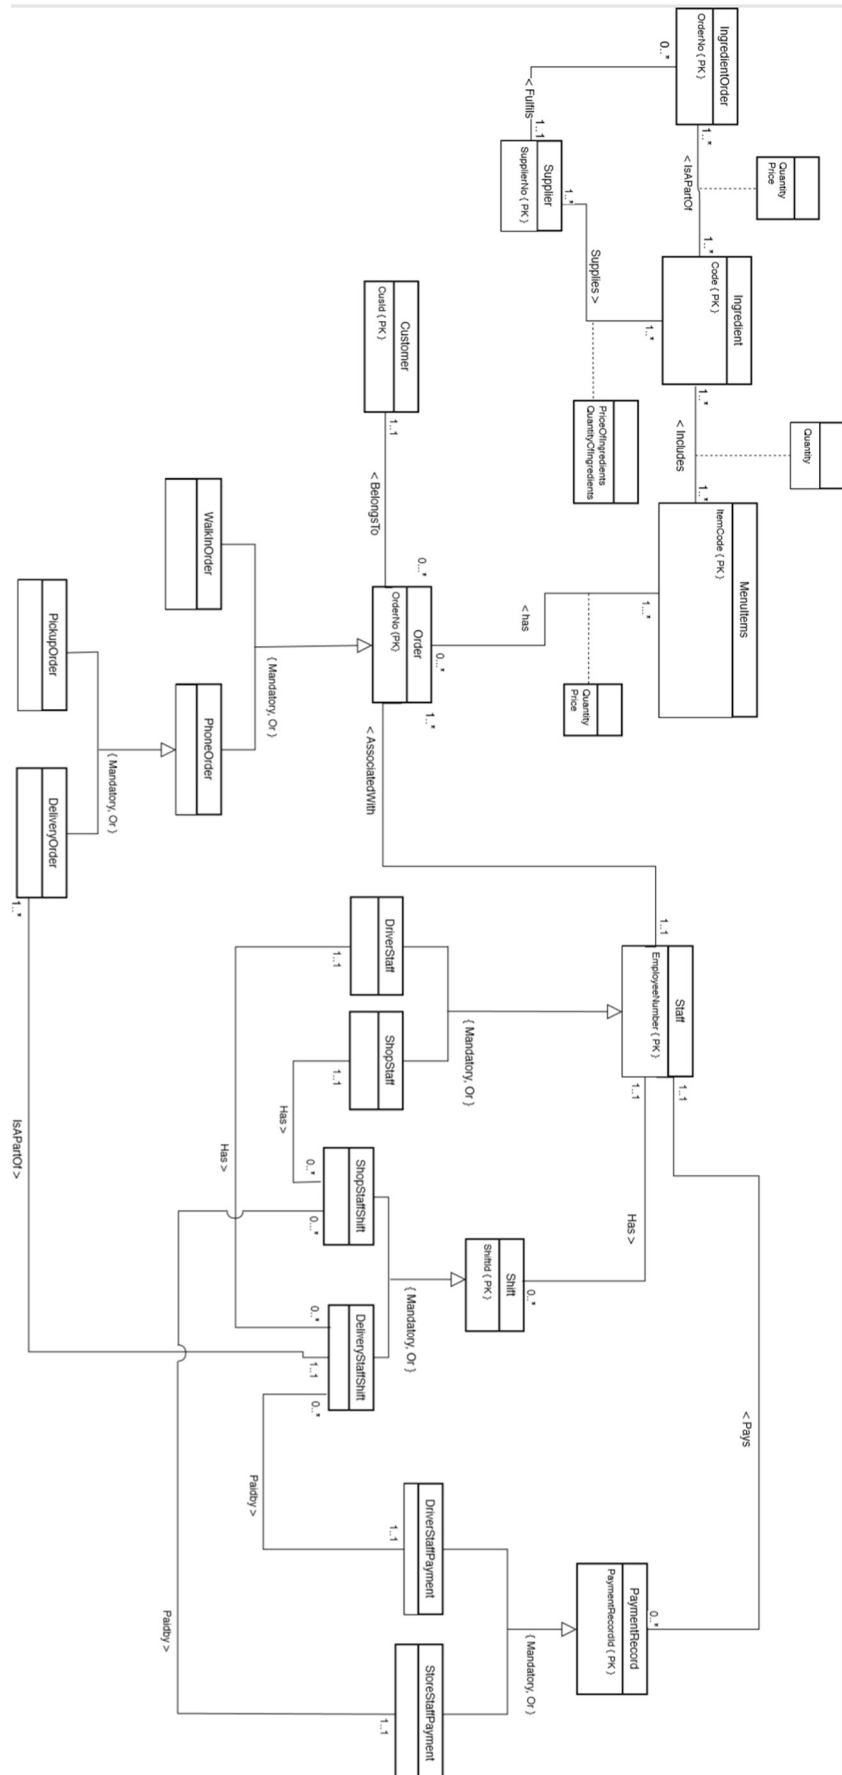 IngredientOrder
OrderNo { PK }
0..*
1..*
< Fulfils
1..1
Supplier
SupplierNo { PK }
1..*
< IsAPartOf
Quantity
Price
1..*
Ingredient
Code { PK }
Supplies >
1..*
1..*
PriceOfIngredients
QuantityOfIngredients
< Includes
Quantity
1..*
MenuItems
ItemCode { PK }
1...*
< has
Quantity
Price
Customer
CusId { PK }
1..1
< BelongsTo
0...*
Order
OrderNo {PK}
0...*
1..*
< AssociatedWith
WalkInOrder
{ Mandatory, Or }
PhoneOrder
PickupOrder
{ Mandatory, Or }
DeliveryOrder
1..*
IsAPartOf >
1..1
Staff
EmployeeNumber { PK }
1..1
1..1
DriverStaff
1..1
{ Mandatory, Or }
ShopStaff
1..1
Has >
Has >
Has >
0..*
ShopStaffShift
0..*
Shift
ShiftId { PK }
0..*
{ Mandatory, Or }
0..*
DeliveryStaffShift
1..1
0..*
< Pays
Paidby >
DriverStaffPayment
1..1
PaymentRecord
PaymentRecordId { PK }
0..*
{ Mandatory, Or }
Paidby >
StoreStaffPayment
1..1